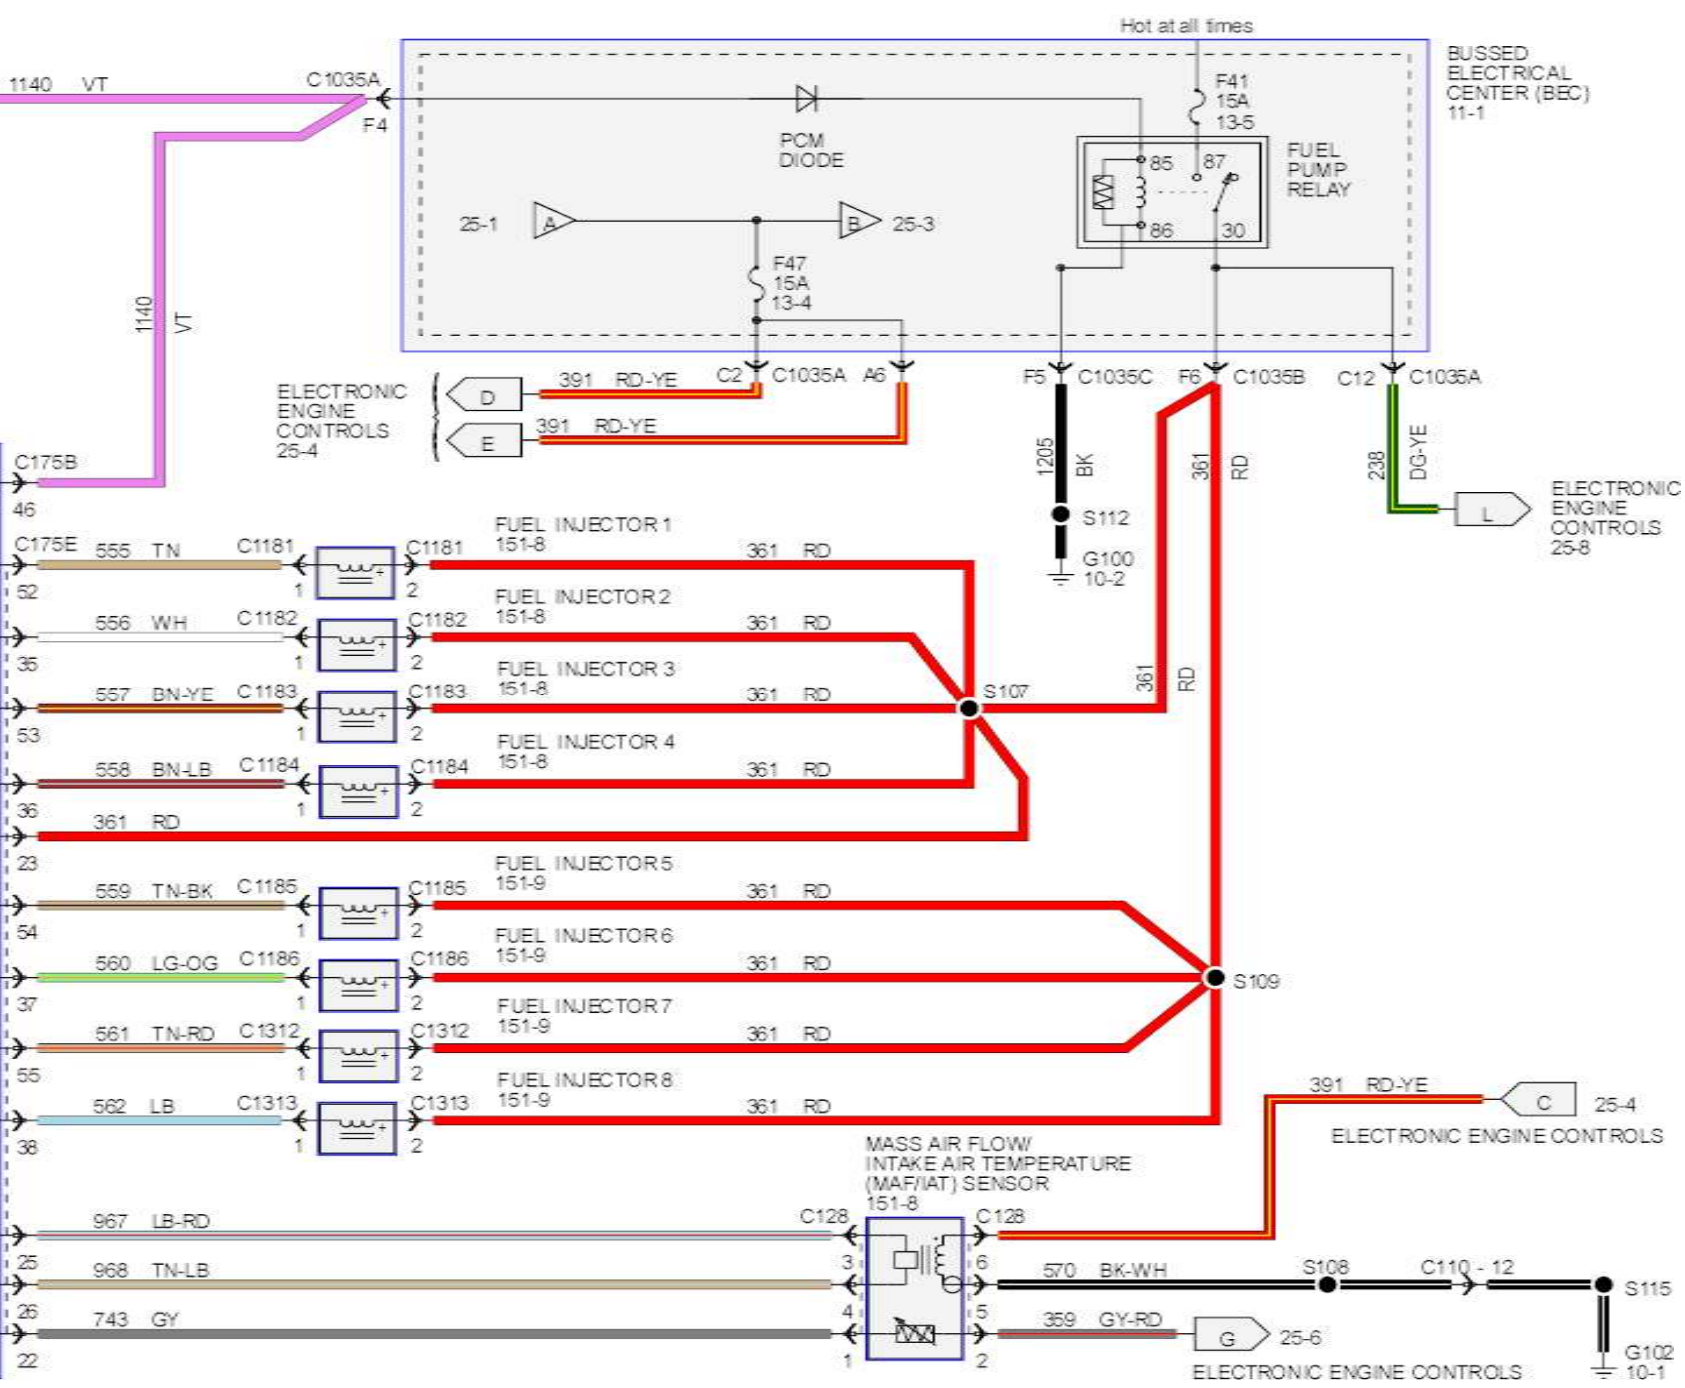 Hot at all times
BUSSED
ELECTRICAL
CENTER (BEC)
11-1
1140 VT
C1035A
F4
PCM
DIODE
F41
15A
13-5
FUEL
PUMP
RELAY
85 87
86 30
25-1 A
B 25-3
F47
15A
13-4
1140
VT
ELECTRONIC
ENGINE
CONTROLS
25-4
D
E
391 RD-YE
391 RD-YE
C2 C1035A A6
F5 C1035C
F6 C1035B
C12 C1035A
1205
BK
361
RD
238
DG-YE
S112
G100
10-2
L
ELECTRONIC
ENGINE
CONTROLS
25-8
C175B
46
C175E
555 TN C1181
52
1
C1181
2
FUEL INJECTOR 1
151-8
361 RD
556 WH C1182
35
1
C1182
2
FUEL INJECTOR 2
151-8
361 RD
557 BN-YE C1183
53
1
C1183
2
FUEL INJECTOR 3
151-8
361 RD
S107
361
RD
558 BN-LB C1184
36
1
C1184
2
FUEL INJECTOR 4
151-8
361 RD
361 RD
23
559 TN-BK C1185
54
1
C1185
2
FUEL INJECTOR 5
151-9
361 RD
560 LG-OG C1186
37
1
C1186
2
FUEL INJECTOR 6
151-9
361 RD
S109
561 TN-RD C1312
55
1
C1312
2
FUEL INJECTOR 7
151-9
361 RD
562 LB C1313
38
1
C1313
2
FUEL INJECTOR 8
151-9
361 RD
391 RD-YE
C 25-4
ELECTRONIC ENGINE CONTROLS
MASS AIR FLOW/
INTAKE AIR TEMPERATURE
(MAF/IAT) SENSOR
151-8
967 LB-RD
25
C128
3
C128
6
968 TN-LB
26
4
5
570 BK-WH
S108
C110 - 12
S115
743 GY
22
1
2
359 GY-RD
G 25-6
ELECTRONIC ENGINE CONTROLS
G102
10-1